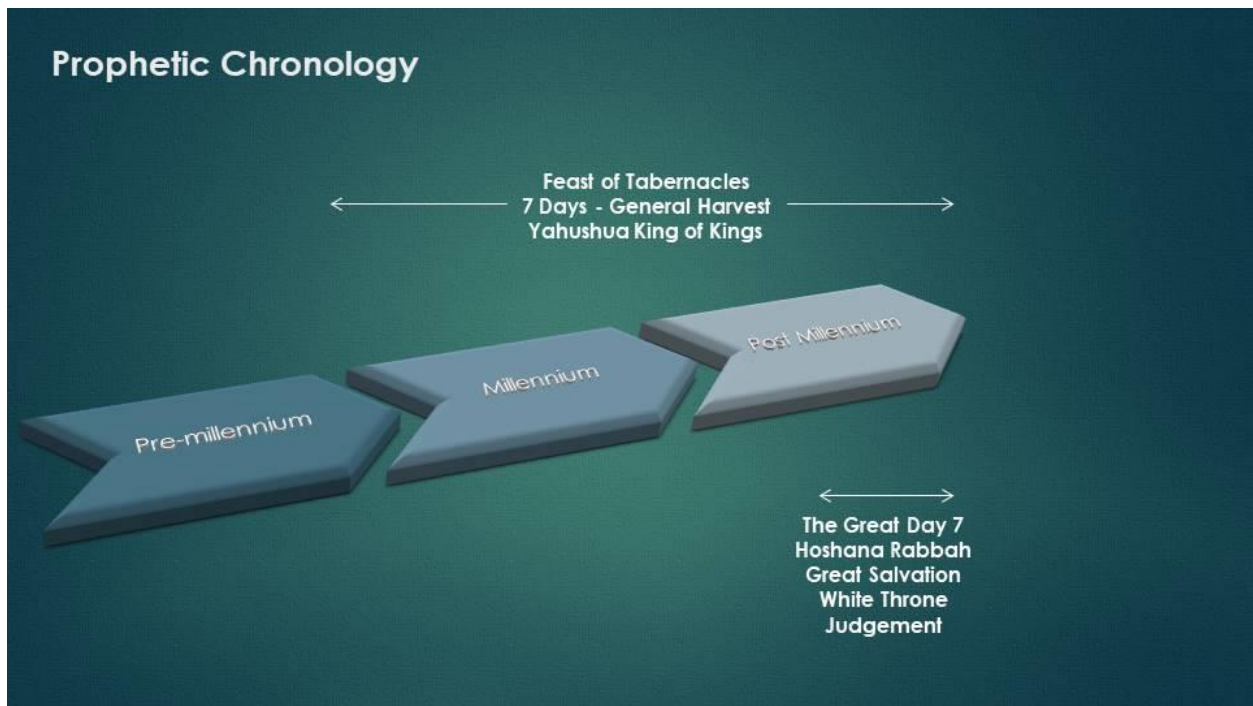 Prophetic Chronology
Feast of Tabernacles
7 Days - General Harvest
Yahushua King of Kings
Pre-millennium
Millennium
Post Millennium
The Great Day 7
Hoshana Rabbah
Great Salvation
White Throne
Judgement